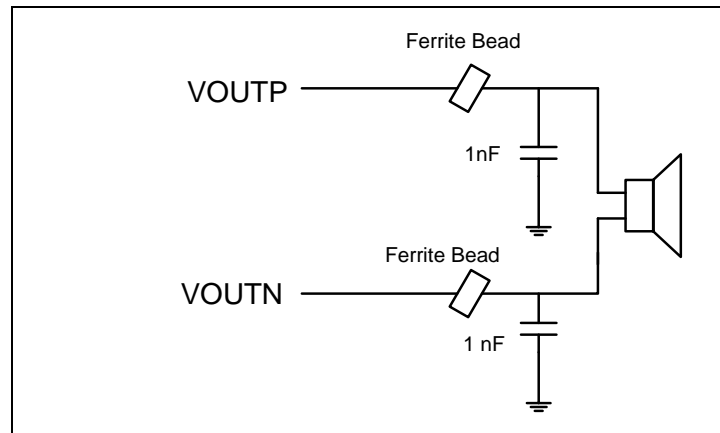 Ferrite Bead
VOUTP
1nF
Ferrite Bead
VOUTN
1 nF